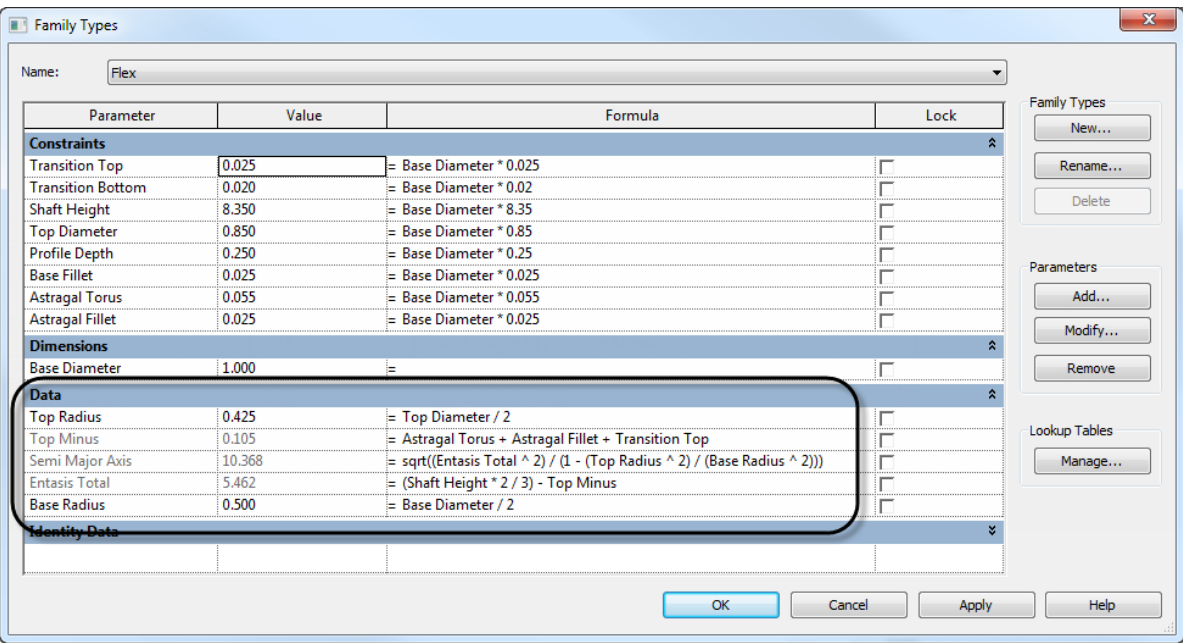 Family Types
Name: Flex
Parameter Value Formula Lock
Constraints
Transition Top 0.025 = Base Diameter * 0.025
Transition Bottom 0.020 = Base Diameter * 0.02
Shaft Height 8.350 = Base Diameter * 8.35
Top Diameter 0.850 = Base Diameter * 0.85
Profile Depth 0.250 = Base Diameter * 0.25
Base Fillet 0.025 = Base Diameter * 0.025
Astragal Torus 0.055 = Base Diameter * 0.055
Astragal Fillet 0.025 = Base Diameter * 0.025
Dimensions
Base Diameter 1.000 =
Data
Top Radius 0.425 = Top Diameter / 2
Top Minus 0.105 = Astragal Torus + Astragal Fillet + Transition Top
Semi Major Axis 10.368 = sqrt((Entasis Total ^ 2) / (1 - (Top Radius ^ 2) / (Base Radius ^ 2)))
Entasis Total 5.462 = (Shaft Height * 2 / 3) - Top Minus
Base Radius 0.500 = Base Diameter / 2
Identity Data
Family Types
New...
Rename...
Delete
Parameters
Add...
Modify...
Remove
Lookup Tables
Manage...
OK Cancel Apply Help